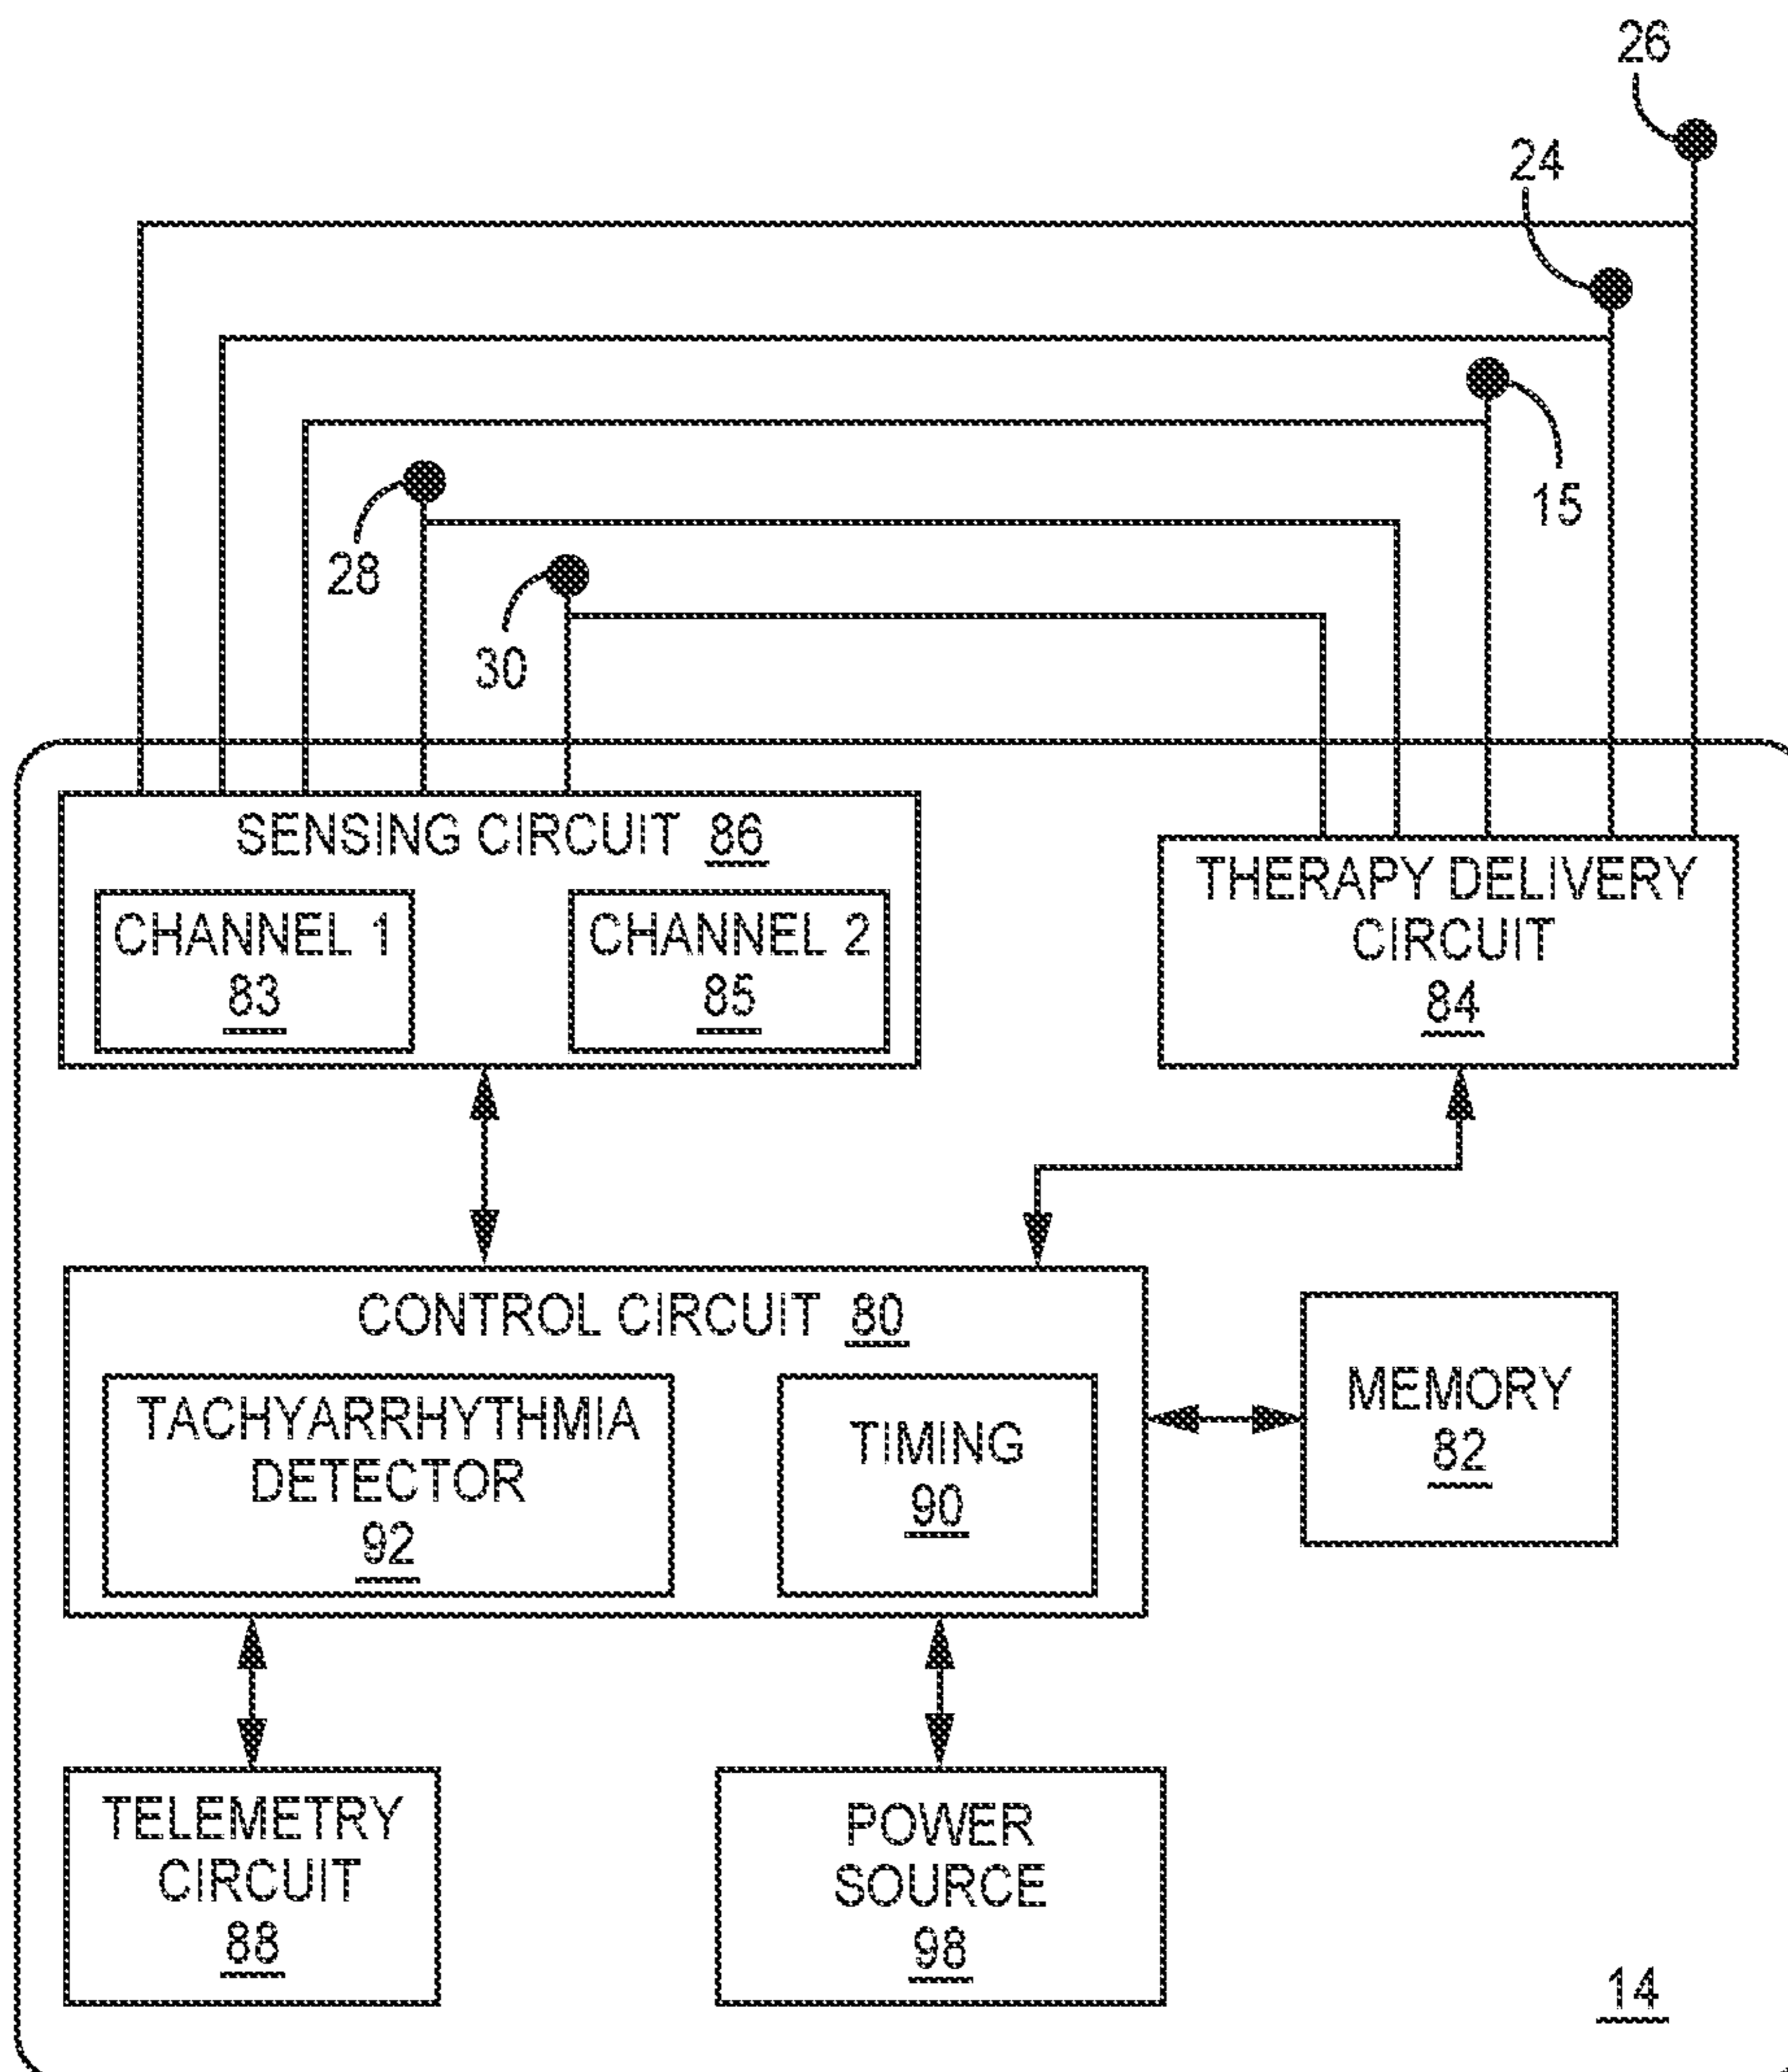 26
24
15
28
30
SENSING CIRCUIT 86
CHANNEL 1
83
CHANNEL 2
85
THERAPY DELIVERY
CIRCUIT
84
CONTROL CIRCUIT 80
TACHYARRHYTHMIA
DETECTOR
92
TIMING
90
MEMORY
82
TELEMETRY
CIRCUIT
88
POWER
SOURCE
98
14